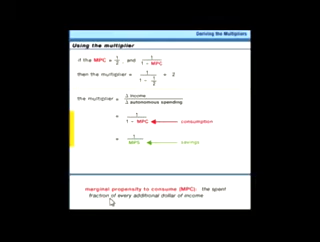 Deriving the Multipliers
Using the multiplier
if the MPC = 1/2 , and 1/(1 - MPC)
then the multiplier = 1/(1 - 1/2) = 2
the multiplier = Δ income / Δ autonomous spending
= 1/(1 - MPC) consumption
= 1/MPS savings
marginal propensity to consume (MPC): the spent
fraction of every additional dollar of income